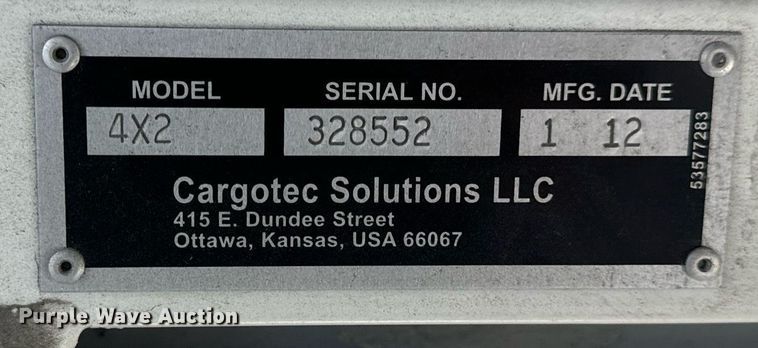 MODEL SERIAL NO. MFG. DATE
4X2 328552 1 12
53577283
Cargotec Solutions LLC
415 E. Dundee Street
Ottawa, Kansas, USA 66067
Purple Wave Auction